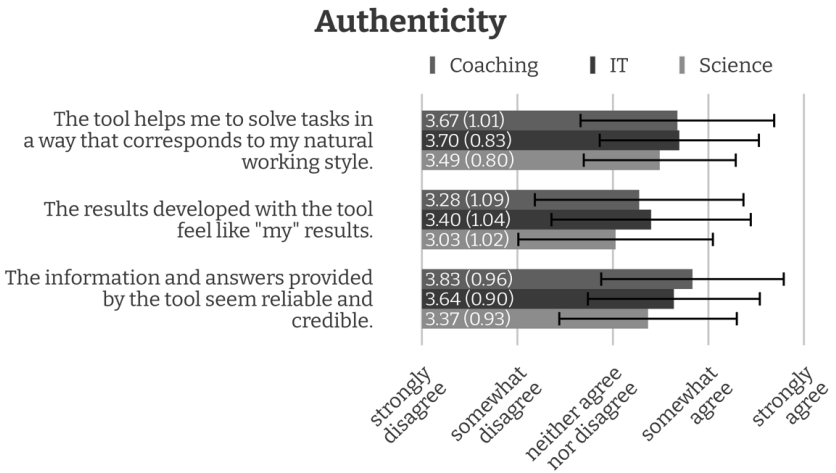 Authenticity
Coaching IT Science
The tool helps me to solve tasks in
a way that corresponds to my natural
working style.
3.67 (1.01)
3.70 (0.83)
3.49 (0.80)
The results developed with the tool
feel like "my" results.
3.28 (1.09)
3.40 (1.04)
3.03 (1.02)
The information and answers provided
by the tool seem reliable and
credible.
3.83 (0.96)
3.64 (0.90)
3.37 (0.93)
strongly
disagree
somewhat
disagree
neither agree
nor disagree
somewhat
agree
strongly
agree